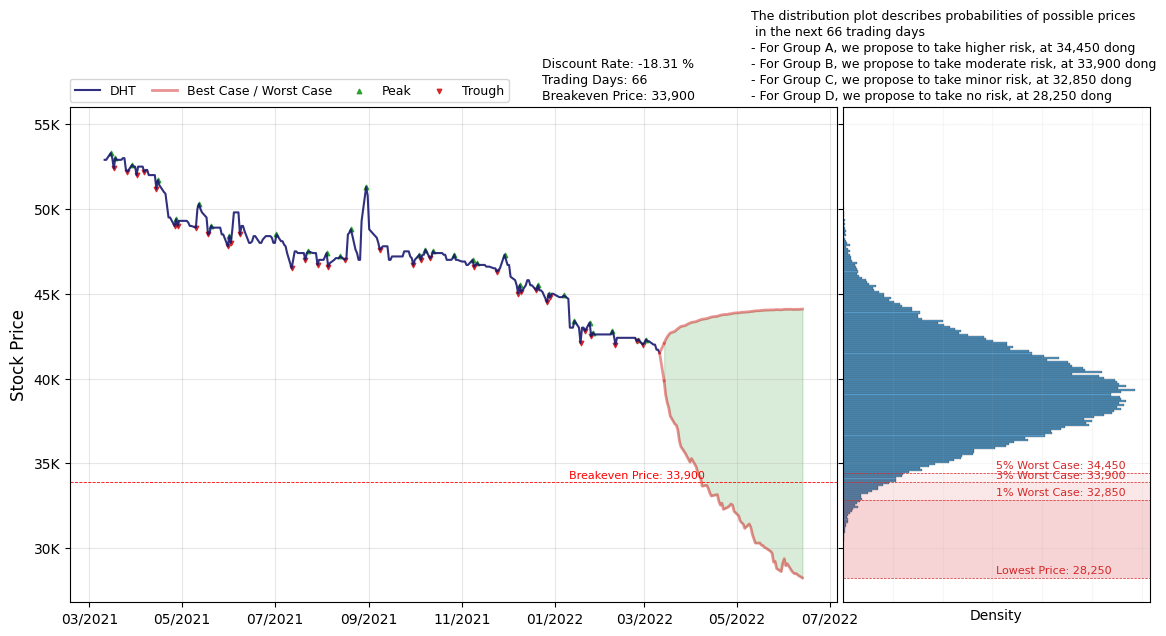 The distribution plot describes probabilities of possible prices
in the next 66 trading days
- For Group A, we propose to take higher risk, at 34,450 dong
- For Group B, we propose to take moderate risk, at 33,900 dong
- For Group C, we propose to take minor risk, at 32,850 dong
- For Group D, we propose to take no risk, at 28,250 dong
Discount Rate: -18.31 %
Trading Days: 66
Breakeven Price: 33,900
DHT
Best Case / Worst Case
Peak
Trough
Stock Price
55K
50K
45K
40K
35K
30K
Breakeven Price: 33,900
03/2021
05/2021
07/2021
09/2021
11/2021
01/2022
03/2022
05/2022
07/2022
5% Worst Case: 34,450
3% Worst Case: 33,900
1% Worst Case: 32,850
Lowest Price: 28,250
Density